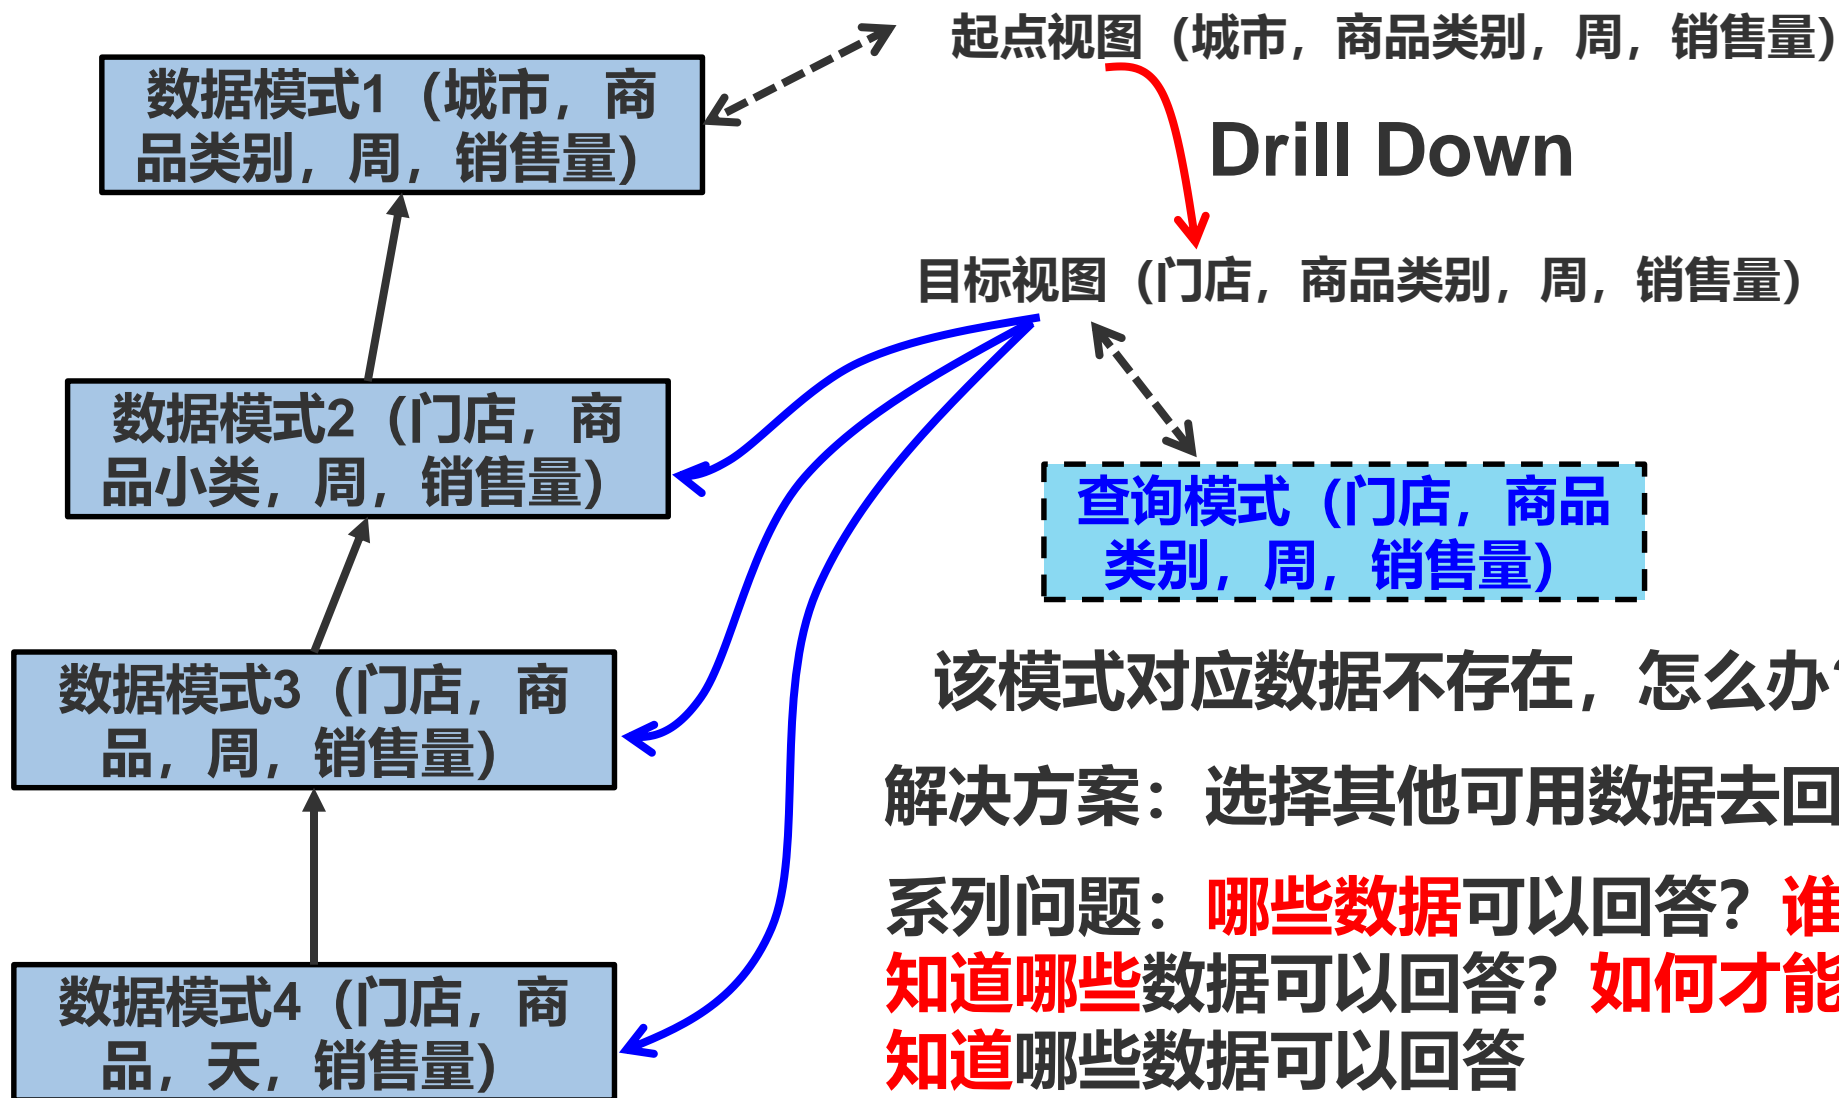 起点视图（城市，商品类别，周，销售量）
数据模式1（城市，商
品类别，周，销售量）
Drill Down
目标视图（门店，商品类别，周，销售量）
数据模式2（门店，商
品小类，周，销售量）
查询模式（门店，商品
类别，周，销售量）
数据模式3（门店，商
品，周，销售量）
该模式对应数据不存在，怎么办？
解决方案：选择其他可用数据去回
系列问题：哪些数据可以回答？谁
知道哪些数据可以回答？如何才能
知道哪些数据可以回答
数据模式4（门店，商
品，天，销售量）